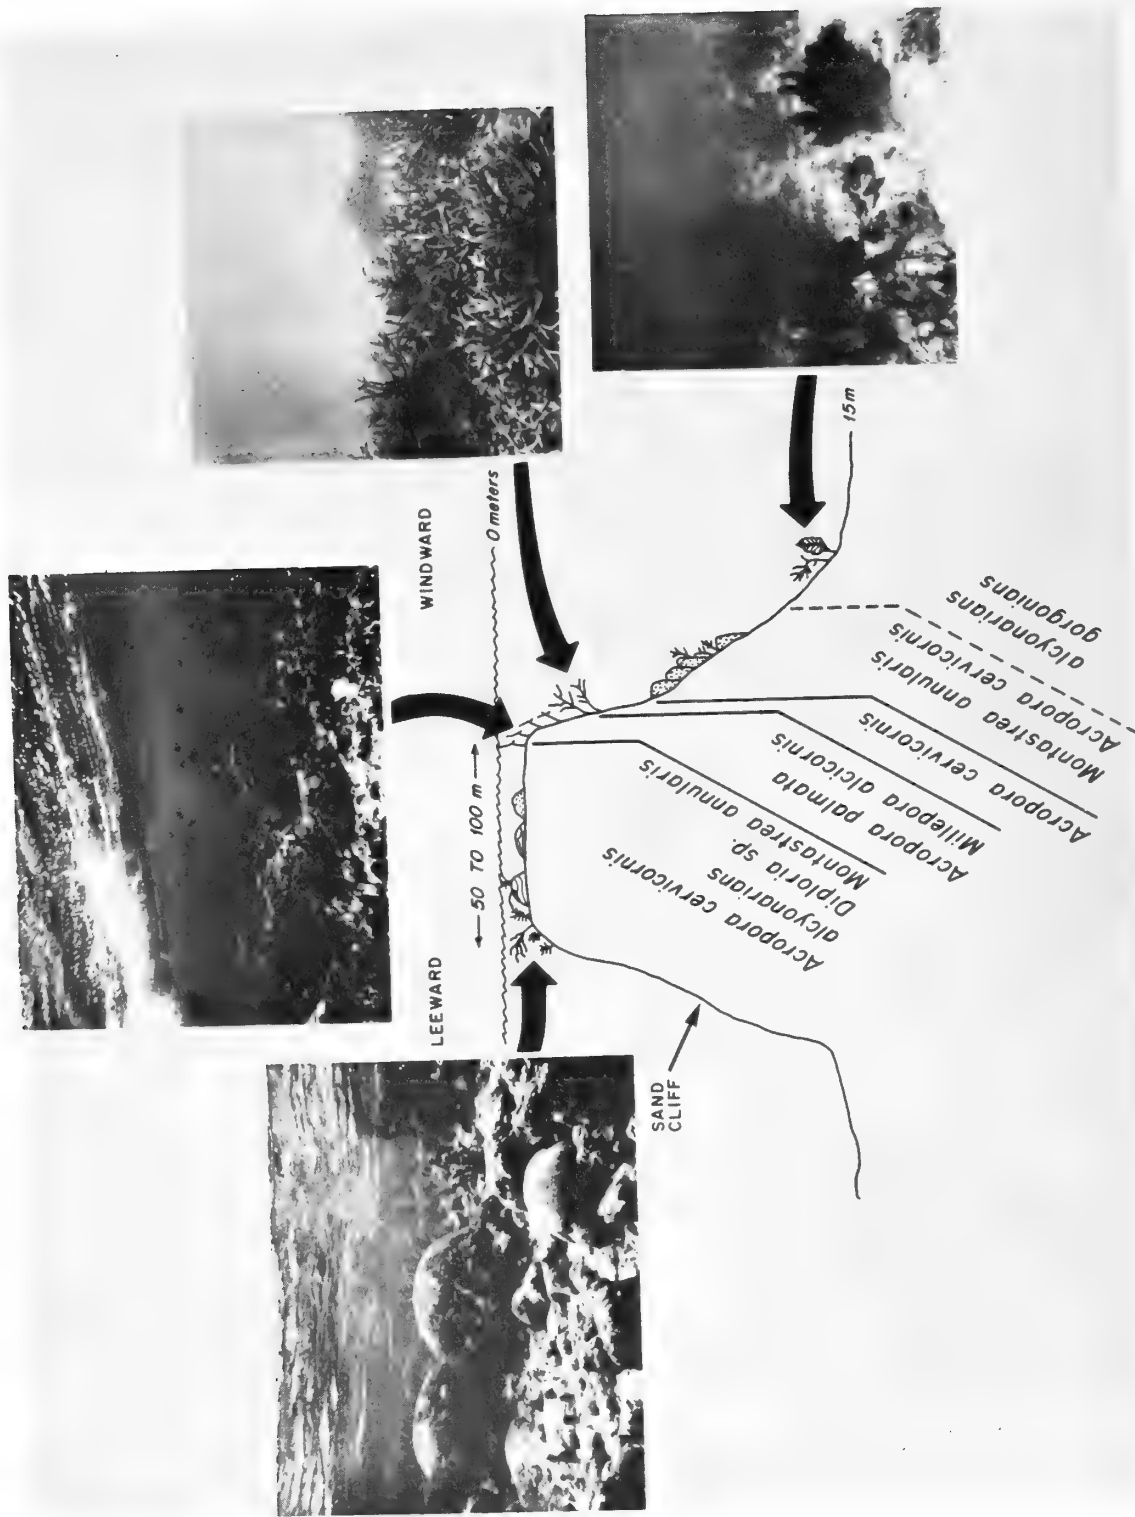 LEEWARD
← 50 TO 100 m →
WINDWARD
0 meters
15 m
SAND
CLIFF
Acropora cervicornis
alcyonarians
Diploria sp.
Montastrea annularis
Acropora palmata
Millepora alcicornis
Acropora cervicornis
Montastrea annularis
Acropora cervicornis
alcyonarians
gorgonians